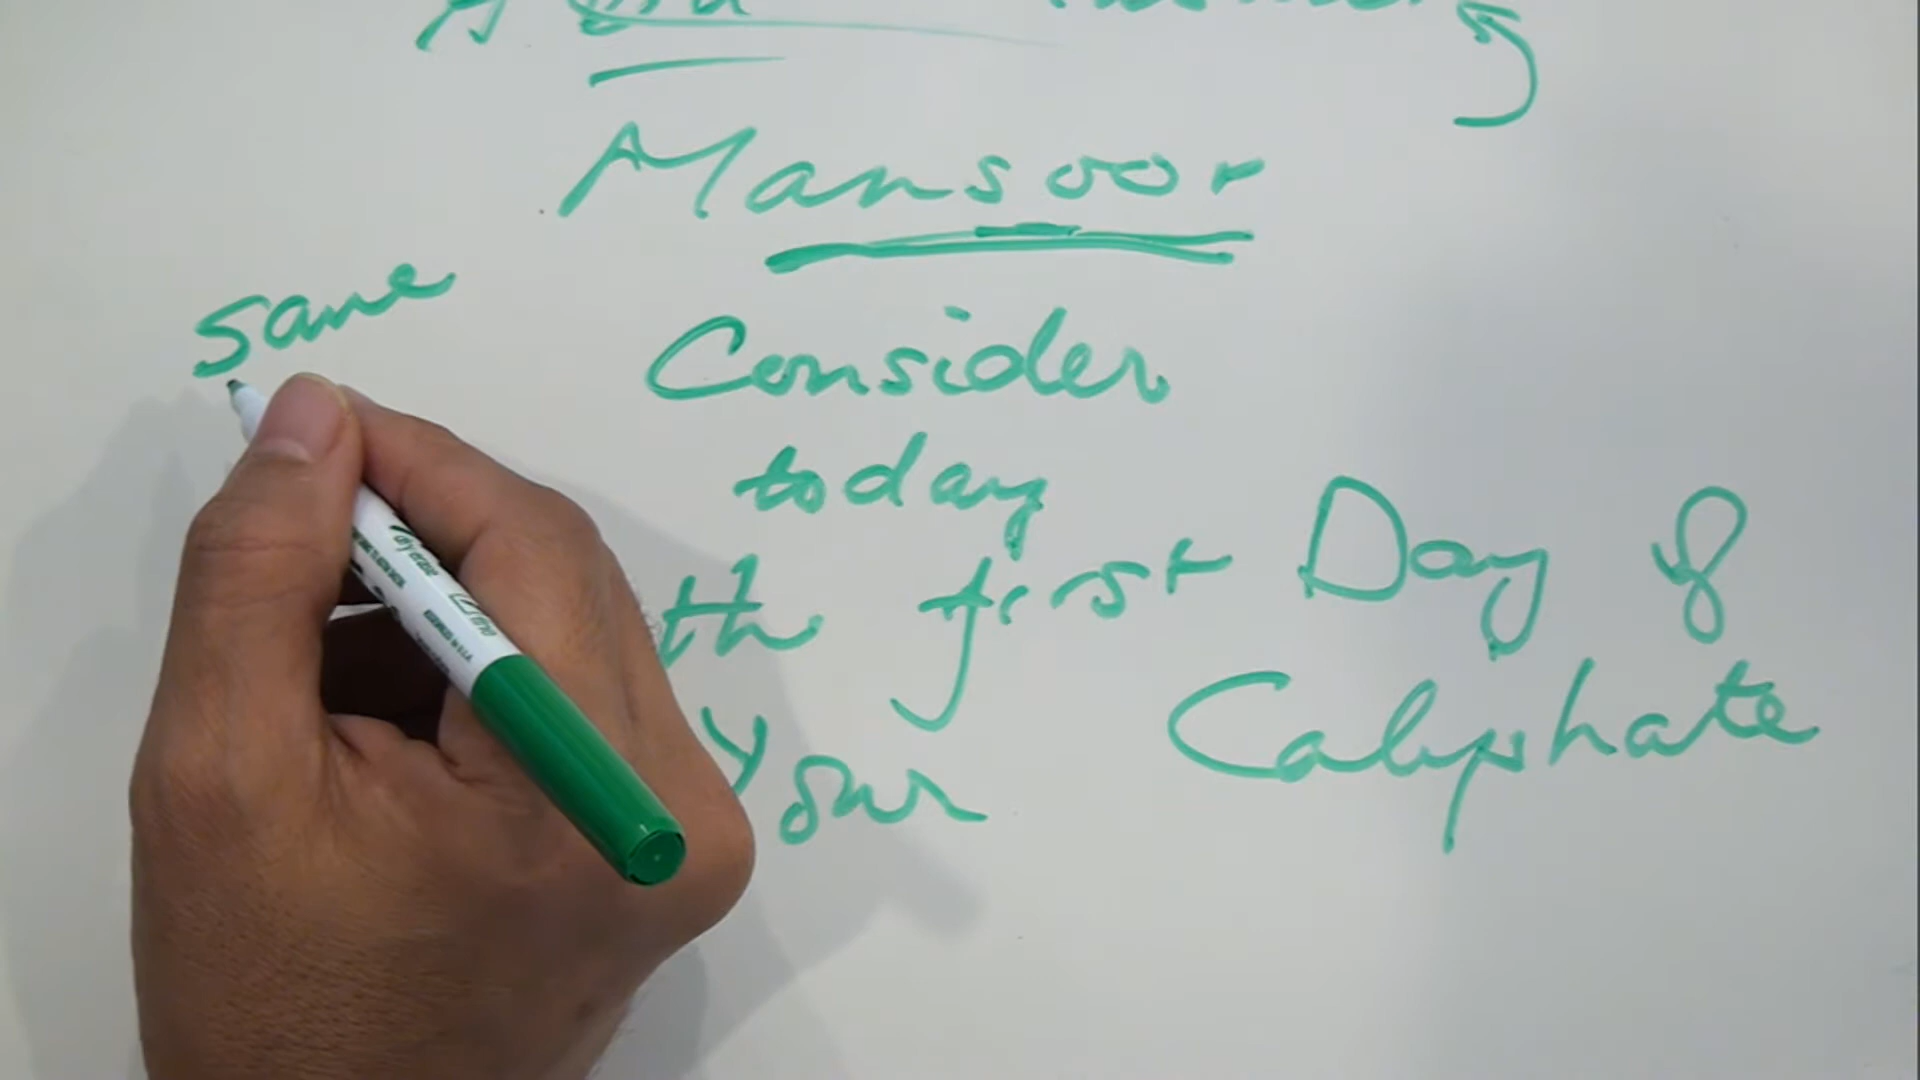 Mansoor
same
Consider
today
the first Day of
your Caliphate